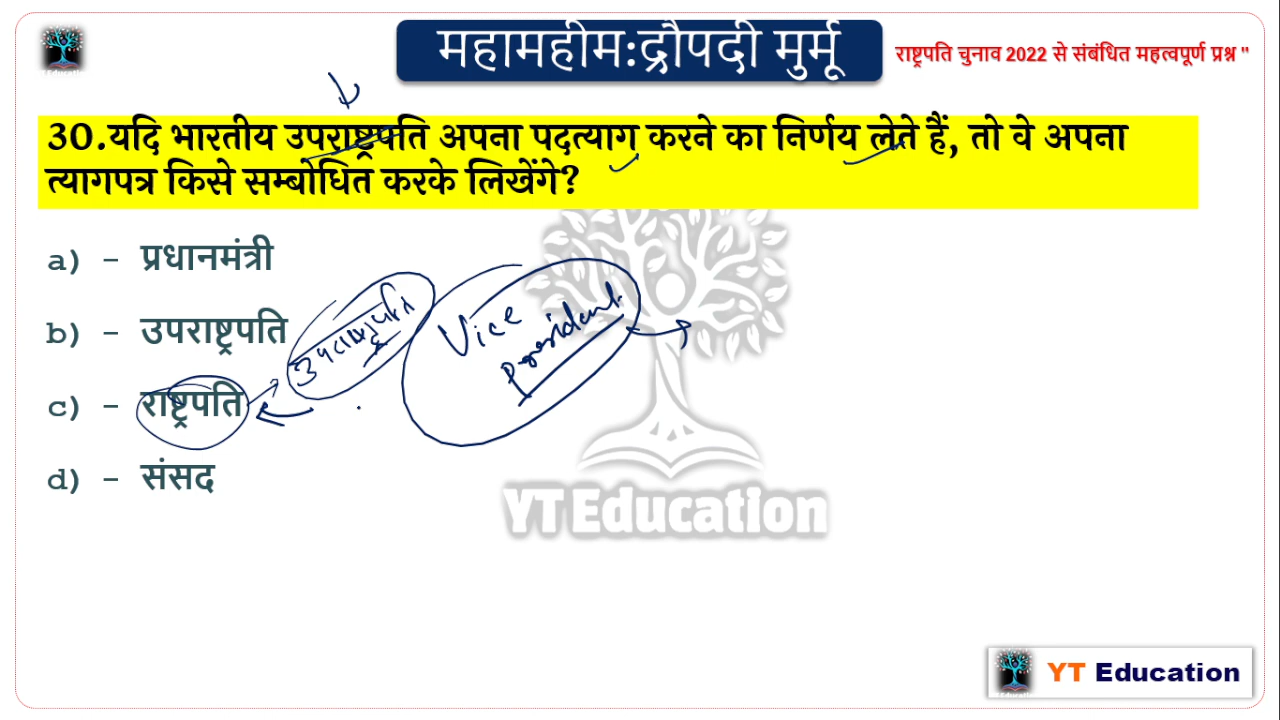 महामहीम:द्रौपदी मुर्मू
राष्ट्रपति चुनाव 2022 से संबंधित महत्वपूर्ण प्रश्न "
Education
30.यदि भारतीय उपराष्ट्रपति अपना पदत्याग करने का निर्णय लेते हैं, तो वे अपना
त्यागपत्र किसे सम्बोधित करके लिखेंगे?
a) - प्रधानमंत्री
b) - उपराष्ट्रपति
c) - राष्ट्रपति
d) - संसद
उपराष्ट्रपति
Vice
President
YT Education
YT Education